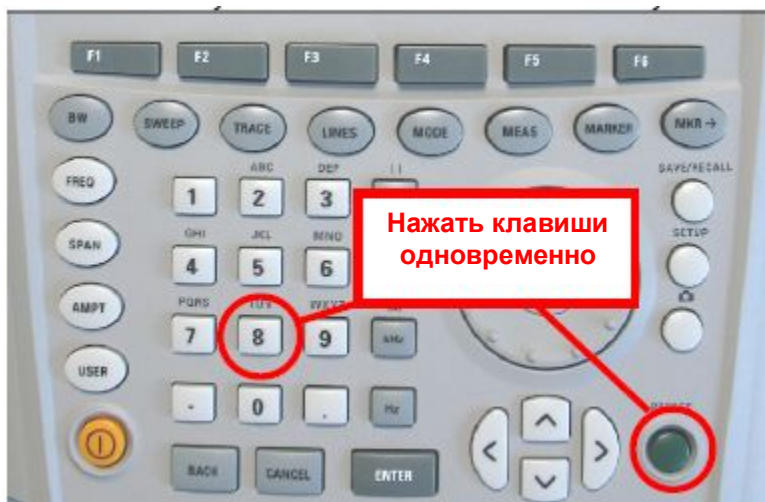 F1 F2 F3 F4 F5 F6
BW SWEEP TRACE LINES MODE MEAS MARKER MKR→
ABC DEF
SAVE/RECALL
FREQ 1 2 3
Нажать клавиши
одновременно
GHI JKL MNO
SETUP
SPAN 4 5 6
PQRS TUV WXYZ
AMPT 7 8 9 kHz
USER
- 0 . Hz
PRESET
BACK CANCEL ENTER